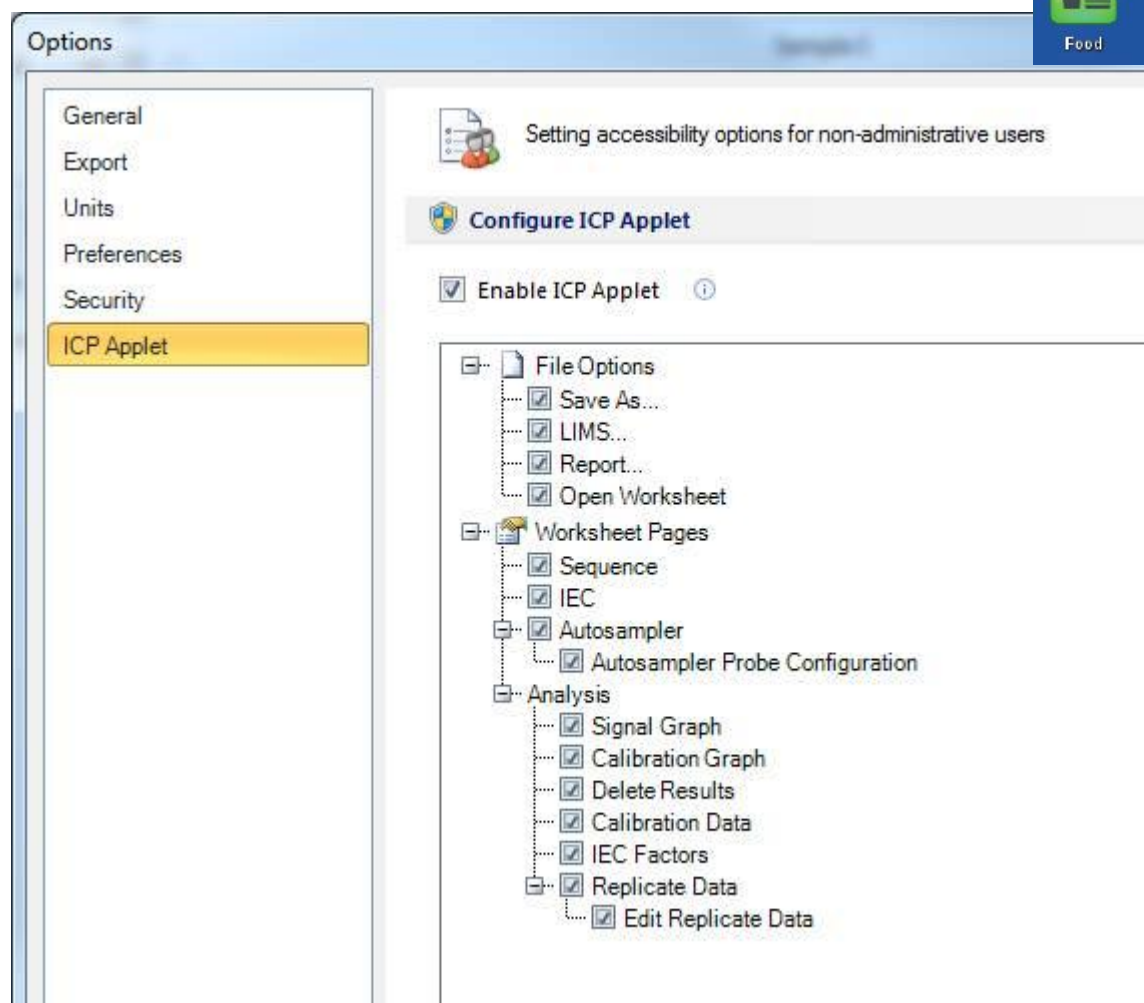 Options
Food
General
Export
Units
Preferences
Security
ICP Applet
Setting accessibility options for non-administrative users
Configure ICP Applet
Enable ICP Applet
File Options
Save As...
LIMS...
Report...
Open Worksheet
Worksheet Pages
Sequence
IEC
Autosampler
Autosampler Probe Configuration
Analysis
Signal Graph
Calibration Graph
Delete Results
Calibration Data
IEC Factors
Replicate Data
Edit Replicate Data